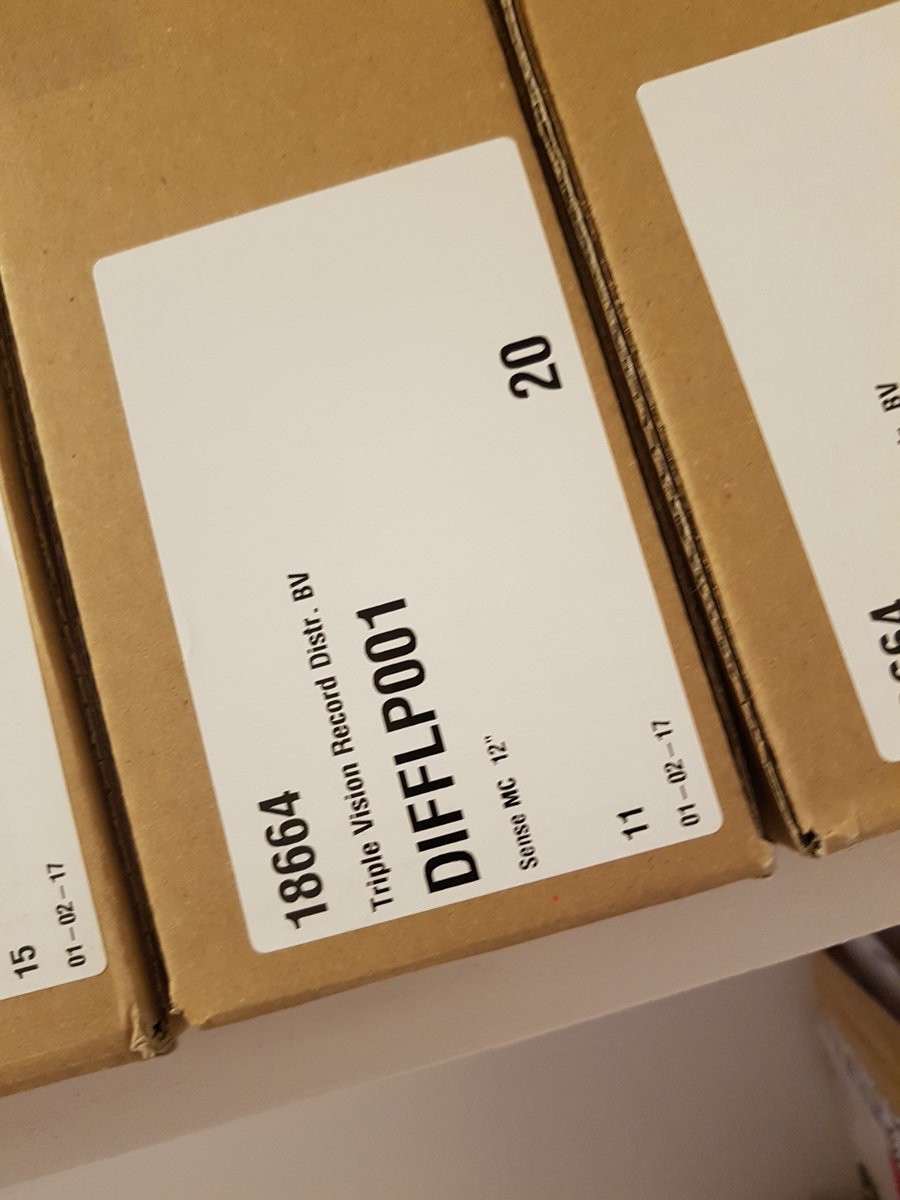 15
01-02-17
18664
Triple Vision Record Distr. BV
DIFFLP001
Sense MC 12"
20
11
01-02-17
BV